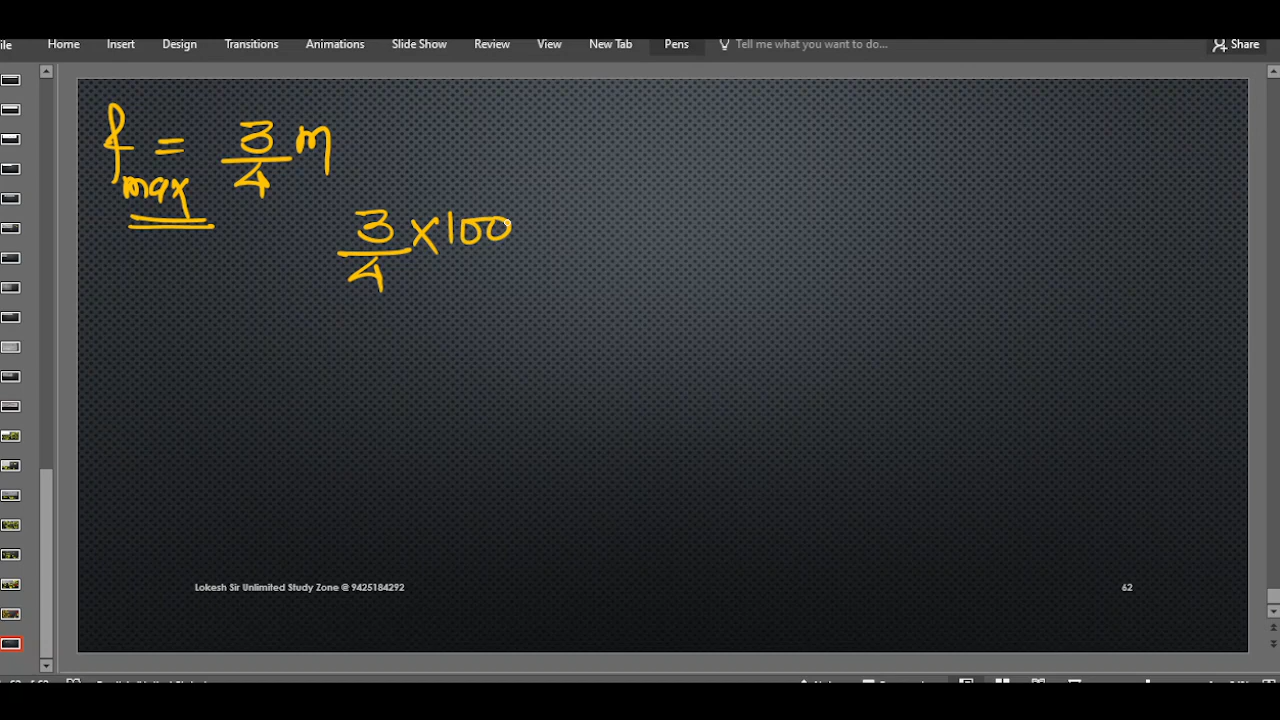 ile Home Insert Design Transitions Animations Slide Show Review View New Tab Pens Tell me what you want to do... Share
f = 3/4 m
max
3/4 × 100
Lokesh Sir Unlimited Study Zone @ 9425184292 62